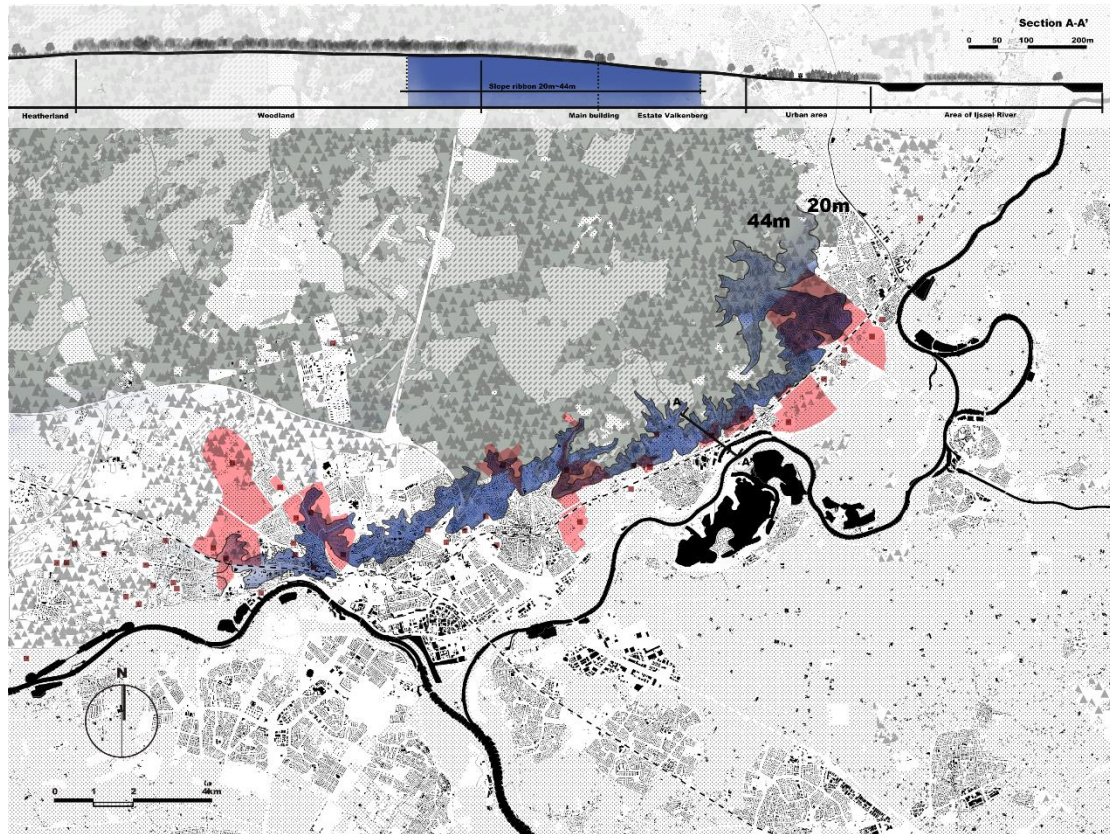 Section A-A'
0 50 100 200m
Slope ribbon 20m~44m
Heatherland Woodland Main building Estate Valkenberg Urban area Area of Ijssel River
20m
44m
A
A'
N
0 1 2 4km